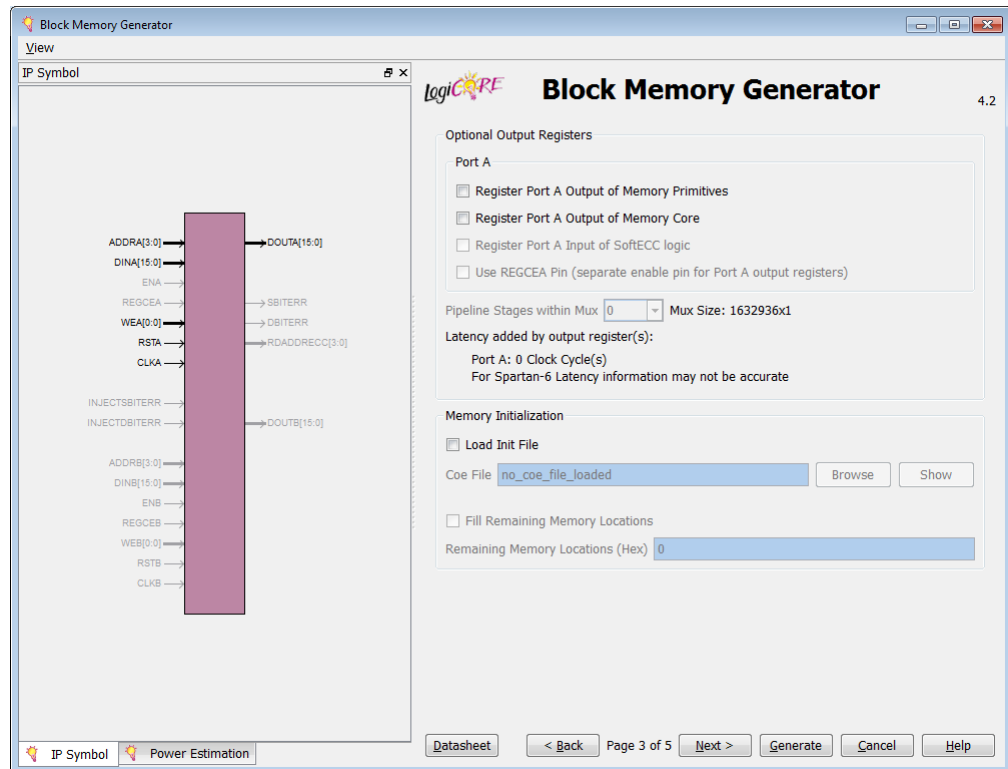 Block Memory Generator
View
IP Symbol
LogiCORE
Block Memory Generator
4.2
ADDRA[3:0]
DINA[15:0]
ENA
REGCEA
WEA[0:0]
RSTA
CLKA
INJECTSBITERR
INJECTDBITERR
ADDRB[3:0]
DINB[15:0]
ENB
REGCEB
WEB[0:0]
RSTB
CLKB
DOUTA[15:0]
SBITERR
DBITERR
RDADDRECC[3:0]
DOUTB[15:0]
Optional Output Registers
Port A
Register Port A Output of Memory Primitives
Register Port A Output of Memory Core
Register Port A Input of SoftECC logic
Use REGCEA Pin (separate enable pin for Port A output registers)
Pipeline Stages within Mux 0 Mux Size: 1632936x1
Latency added by output register(s):
Port A: 0 Clock Cycle(s)
For Spartan-6 Latency information may not be accurate
Memory Initialization
Load Init File
Coe File no_coe_file_loaded Browse Show
Fill Remaining Memory Locations
Remaining Memory Locations (Hex) 0
IP Symbol Power Estimation
Datasheet < Back Page 3 of 5 Next > Generate Cancel Help